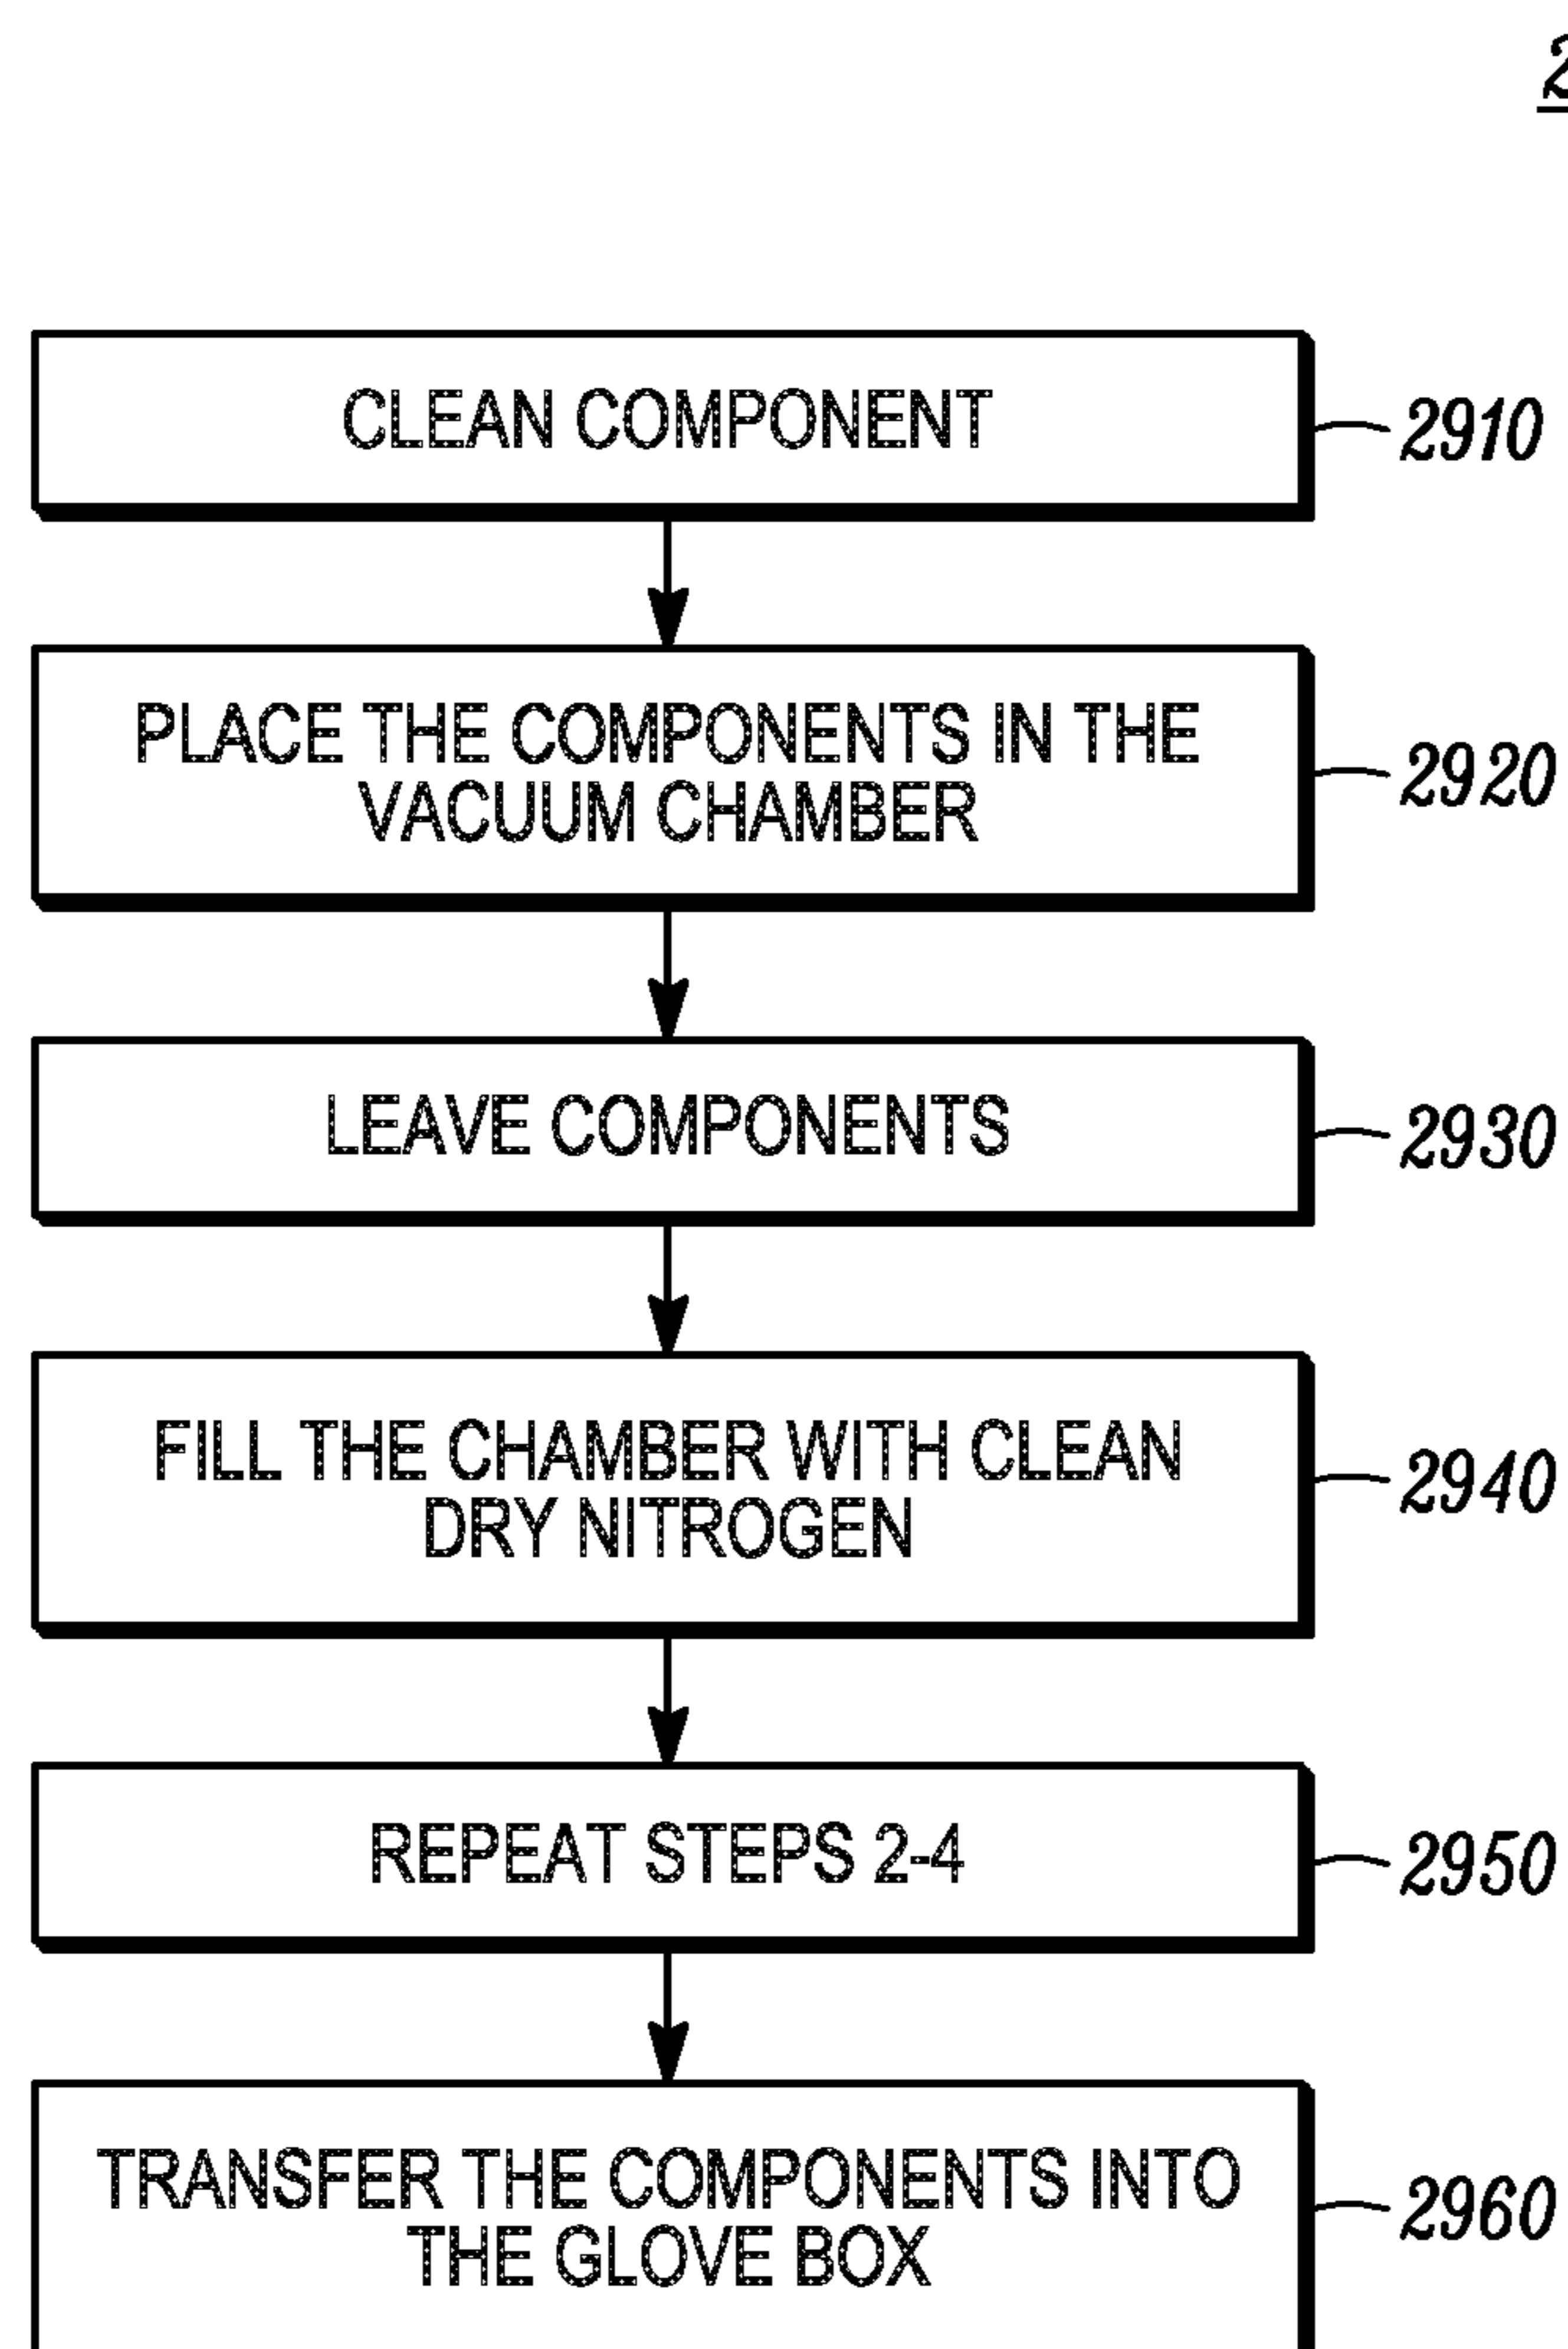 CLEAN COMPONENT
2910
PLACE THE COMPONENTS IN THE
VACUUM CHAMBER
2920
LEAVE COMPONENTS
2930
FILL THE CHAMBER WITH CLEAN
DRY NITROGEN
2940
REPEAT STEPS 2-4
2950
TRANSFER THE COMPONENTS INTO
THE GLOVE BOX
2960